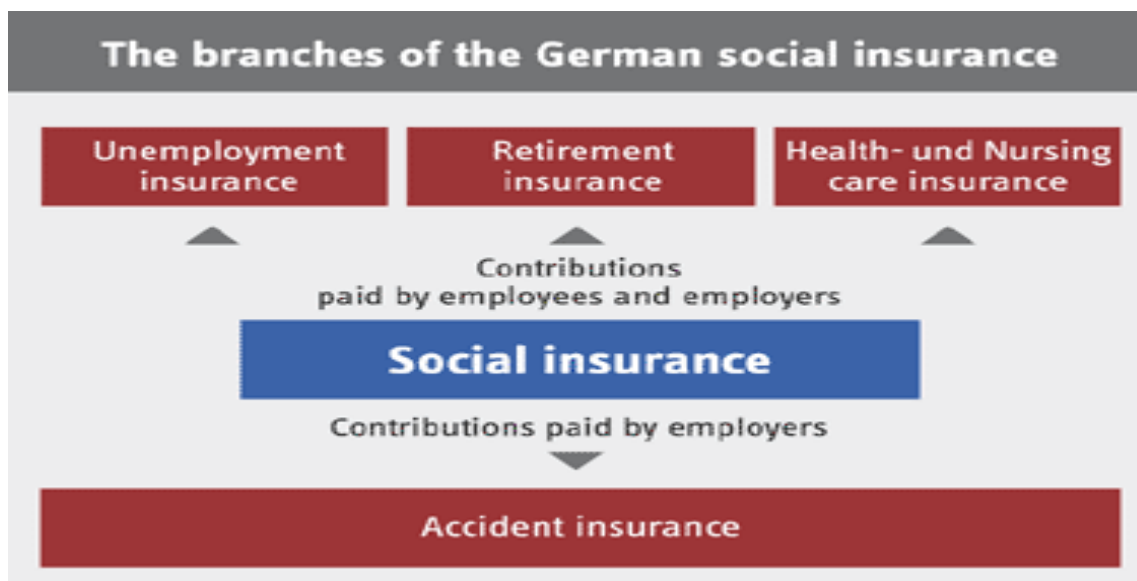 The branches of the German social insurance
Unemployment
insurance
Retirement
insurance
Health- und Nursing
care insurance
Contributions
paid by employees and employers
Social insurance
Contributions paid by employers
Accident insurance